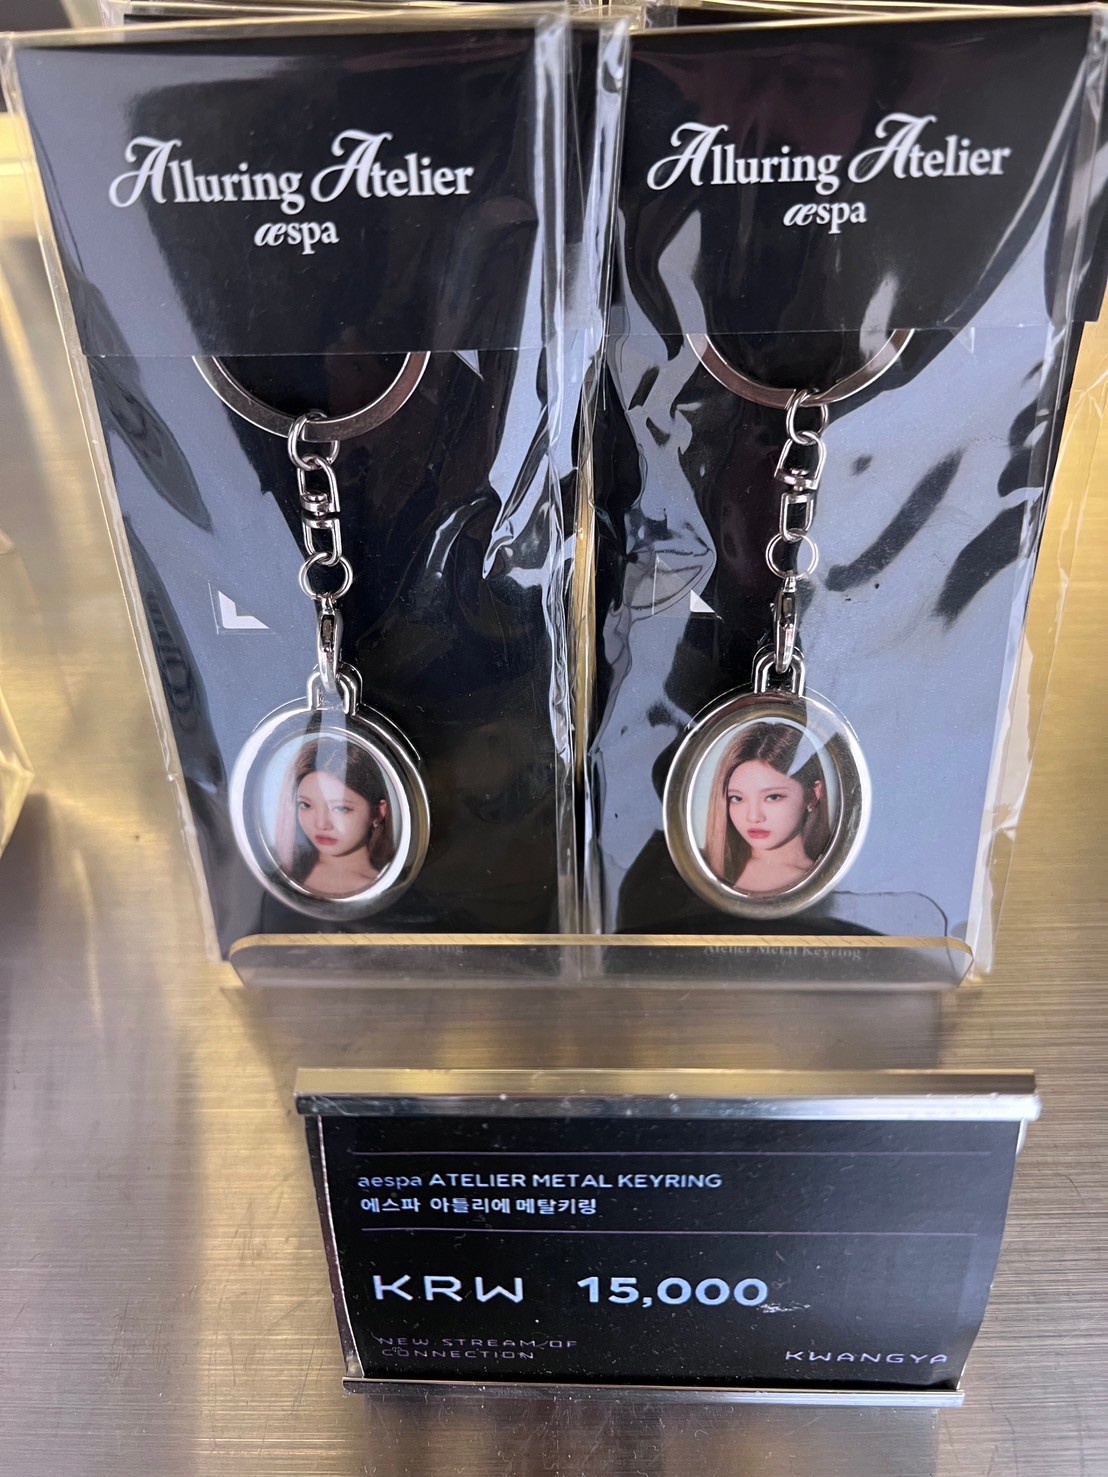 Alluring Atelier
æspa
Alluring Atelier
æspa
Atelier Metal Keyring
aespa ATELIER METAL KEYRING
에스파 아틀리에 메탈키링
KRW 15,000
NEW STREAM OF
CONNECTION
KWANGYA